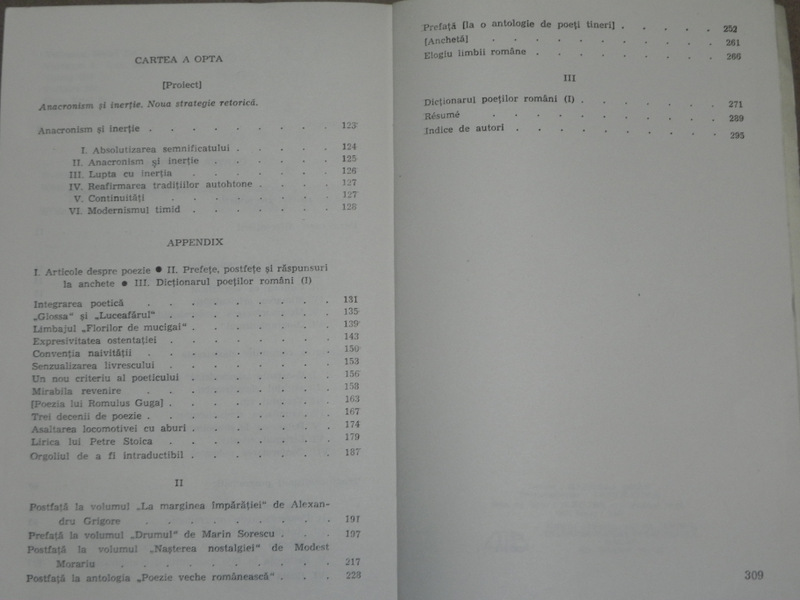 CARTEA A OPTA
[Proiect]
Anacronism și inerție. Noua strategie retorică.
Anacronism și inerție . . . . . . . . 123
I. Absolutizarea semnificatului . . . . . 124
II. Anacronism și inerție . . . . . . 125
III. Lupta cu inerția . . . . . . . 126
IV. Reafirmarea tradițiilor autohtone . . . . 127
V. Continuități . . . . . . . . 127
VI. Modernismul timid . . . . . . 128
APPENDIX
I. Articole despre poezie ● II. Prefețe, postfețe și răspunsuri
la anchete ● III. Dicționarul poeților români (I)
Integrarea poetică . . . . . . . . 131
„Glossa“ și „Luceafărul“ . . . . . . . 135
Limbajul „Florilor de mucigai“ . . . . . . 139
Expresivitatea ostentației . . . . . . . 143
Convenția naivității . . . . . . . . 150
Senzualizarea livrescului . . . . . . . 153
Un nou criteriu al poeticului . . . . . . 156
Mirabila revenire . . . . . . . . 158
[Poezia lui Romulus Guga] . . . . . . . 163
Trei decenii de poezie . . . . . . . . 167
Asaltarea locomotivei cu aburi . . . . . . 174
Lirica lui Petre Stoica . . . . . . . 179
Orgoliul de a fi intraductibil . . . . . . 187
II
Postfață la volumul „La marginea împărăției“ de Alexan-
dru Grigore . . . . . . . . 191
Prefață la volumul „Drumul“ de Marin Sorescu . . . 197
Postfață la volumul „Nașterea nostalgiei“ de Modest
Morariu . . . . . . . . . 217
Postfață la antologia „Poezie veche românească“ . . . 228
Prefață [la o antologie de poeți tineri] . . . . . 252
[Anchetă] . . . . . . . . . . 261
Elogiu limbii române . . . . . . . . 266
III
Dicționarul poeților români (I) . . . . . . 271
Résumé . . . . . . . . . . 289
Indice de autori . . . . . . . . . 295
309